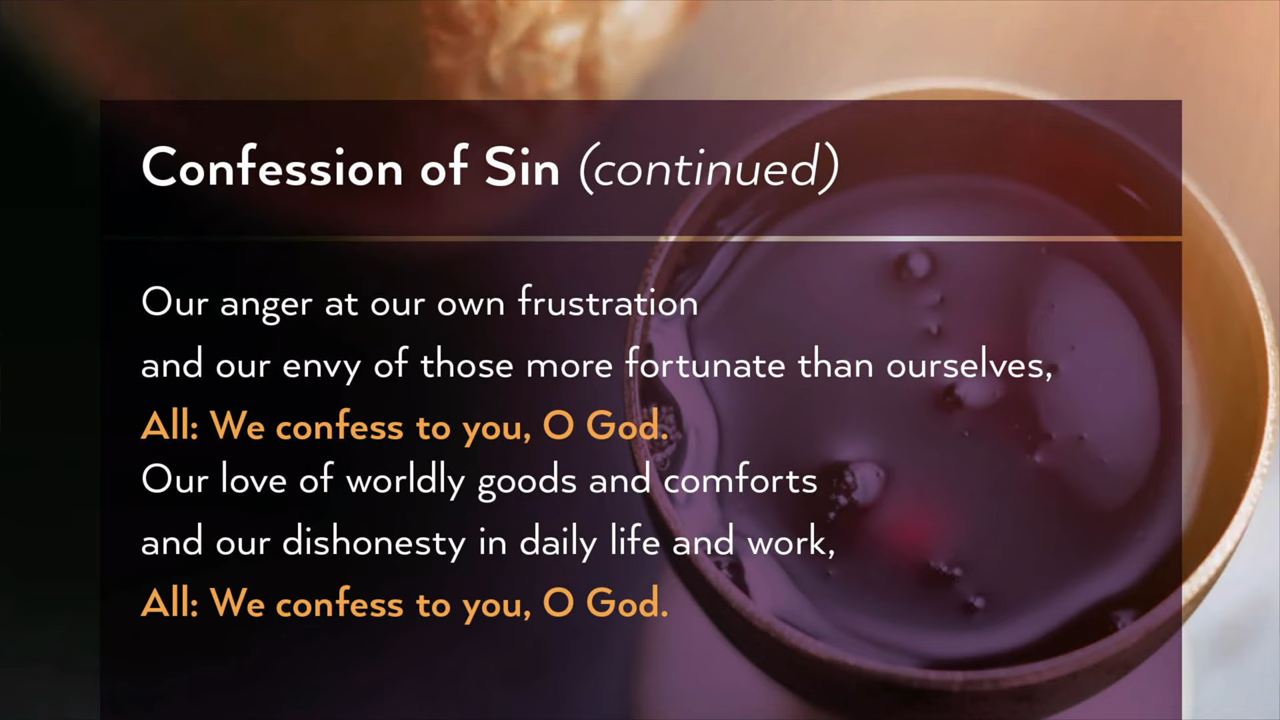 Confession of Sin (continued)
Our anger at our own frustration
and our envy of those more fortunate than ourselves,
All: We confess to you, O God.
Our love of worldly goods and comforts
and our dishonesty in daily life and work,
All: We confess to you, O God.